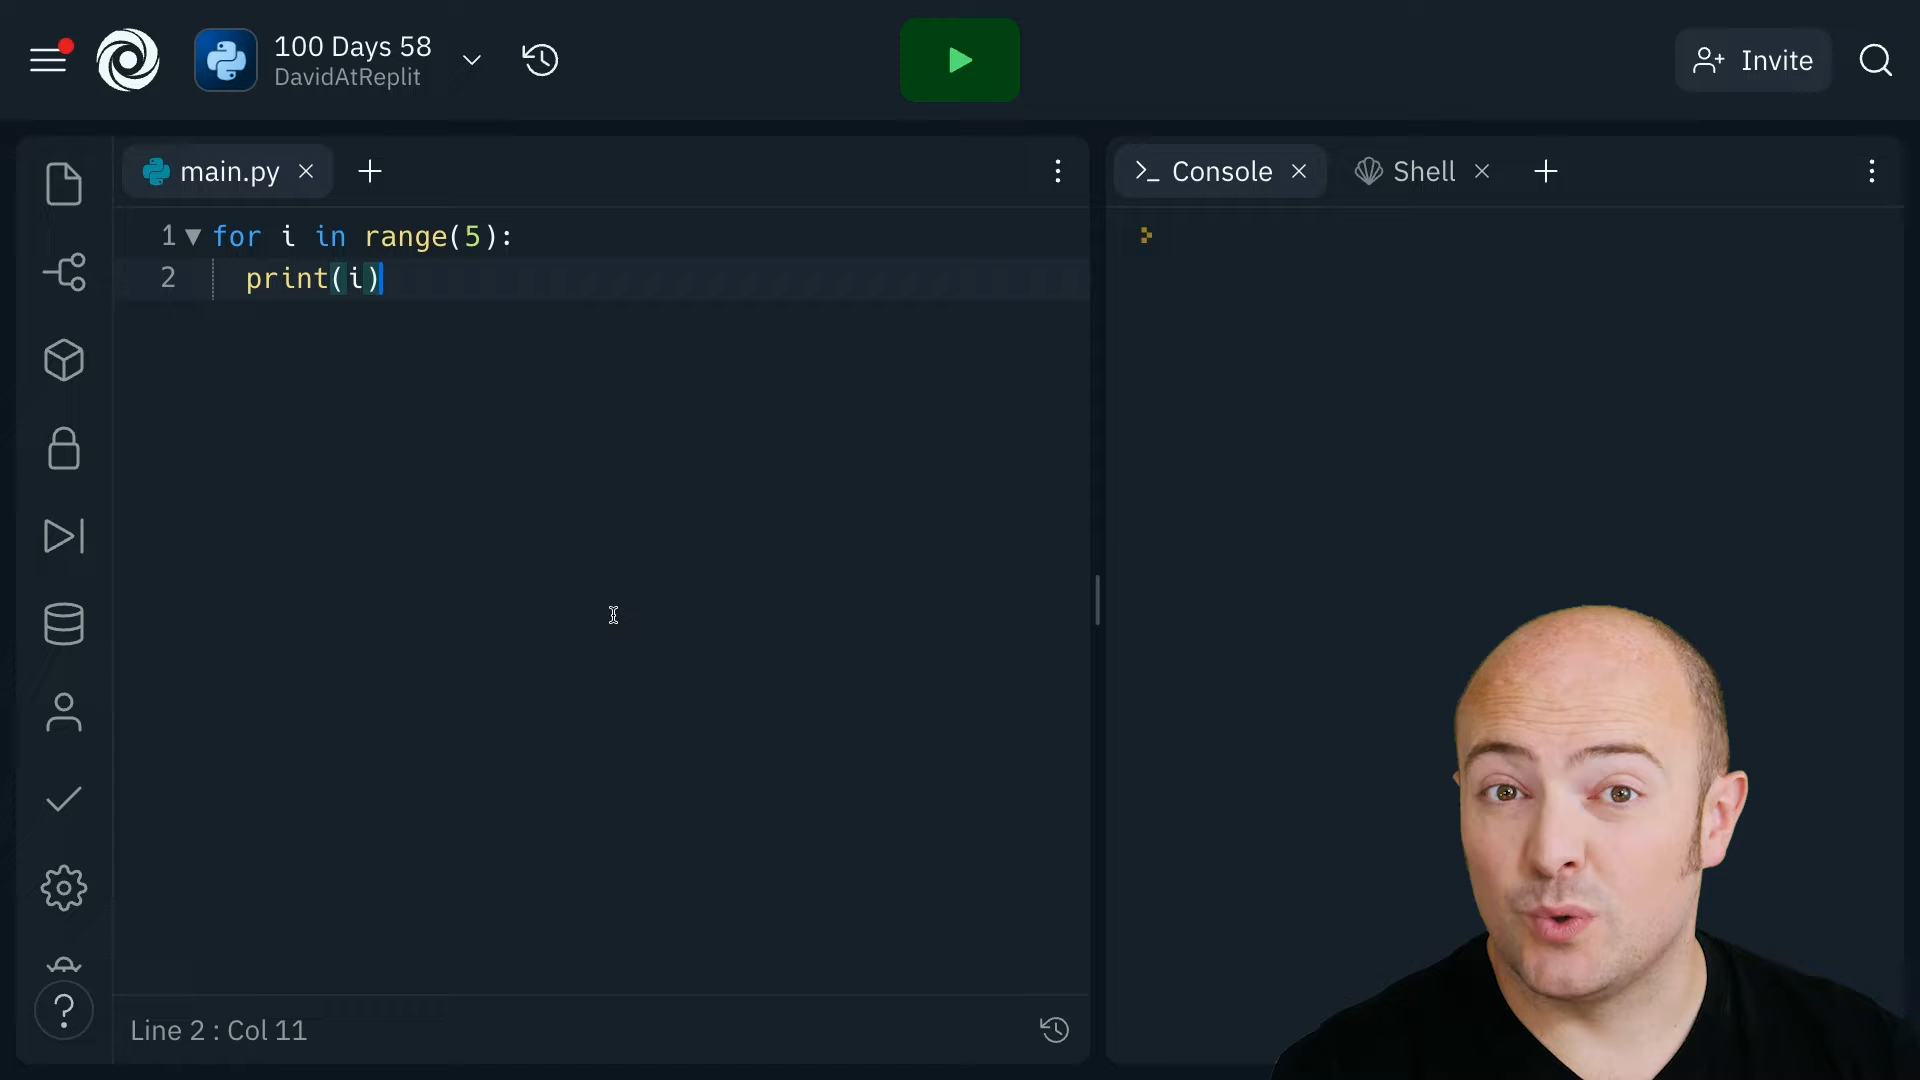 100 Days 58
DavidAtReplit
Invite
main.py
Console
Shell
1 for i in range(5):
2 print(i)
?
Line 2 : Col 11